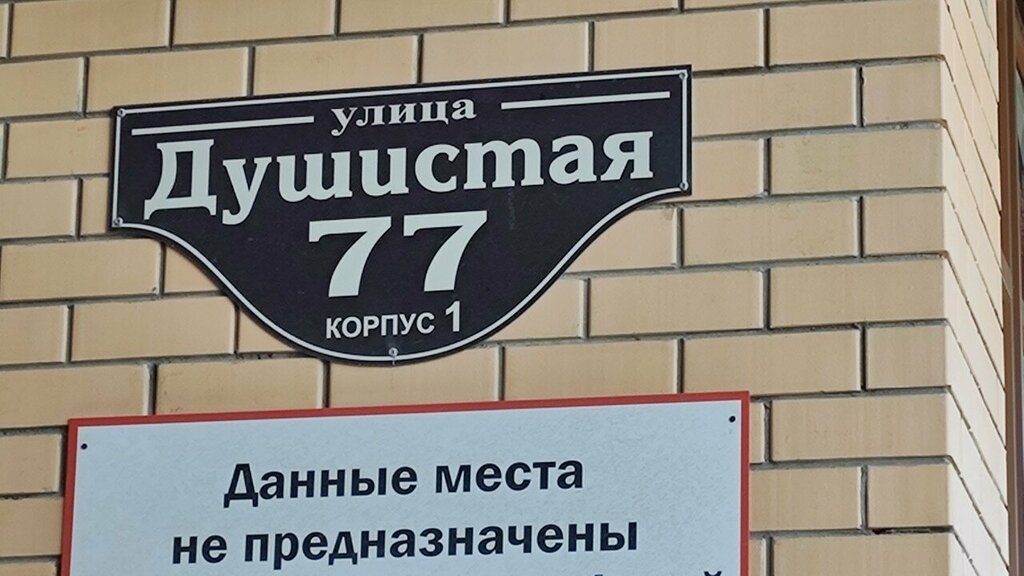 улица
Душистая
77
КОРПУС 1
Данные места
не предназначены